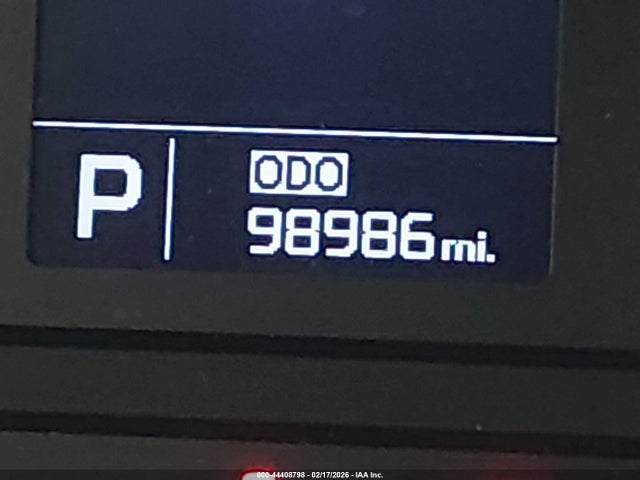 P
ODO
98986 mi.
000-44408798 - 02/17/2026 - IAA Inc.